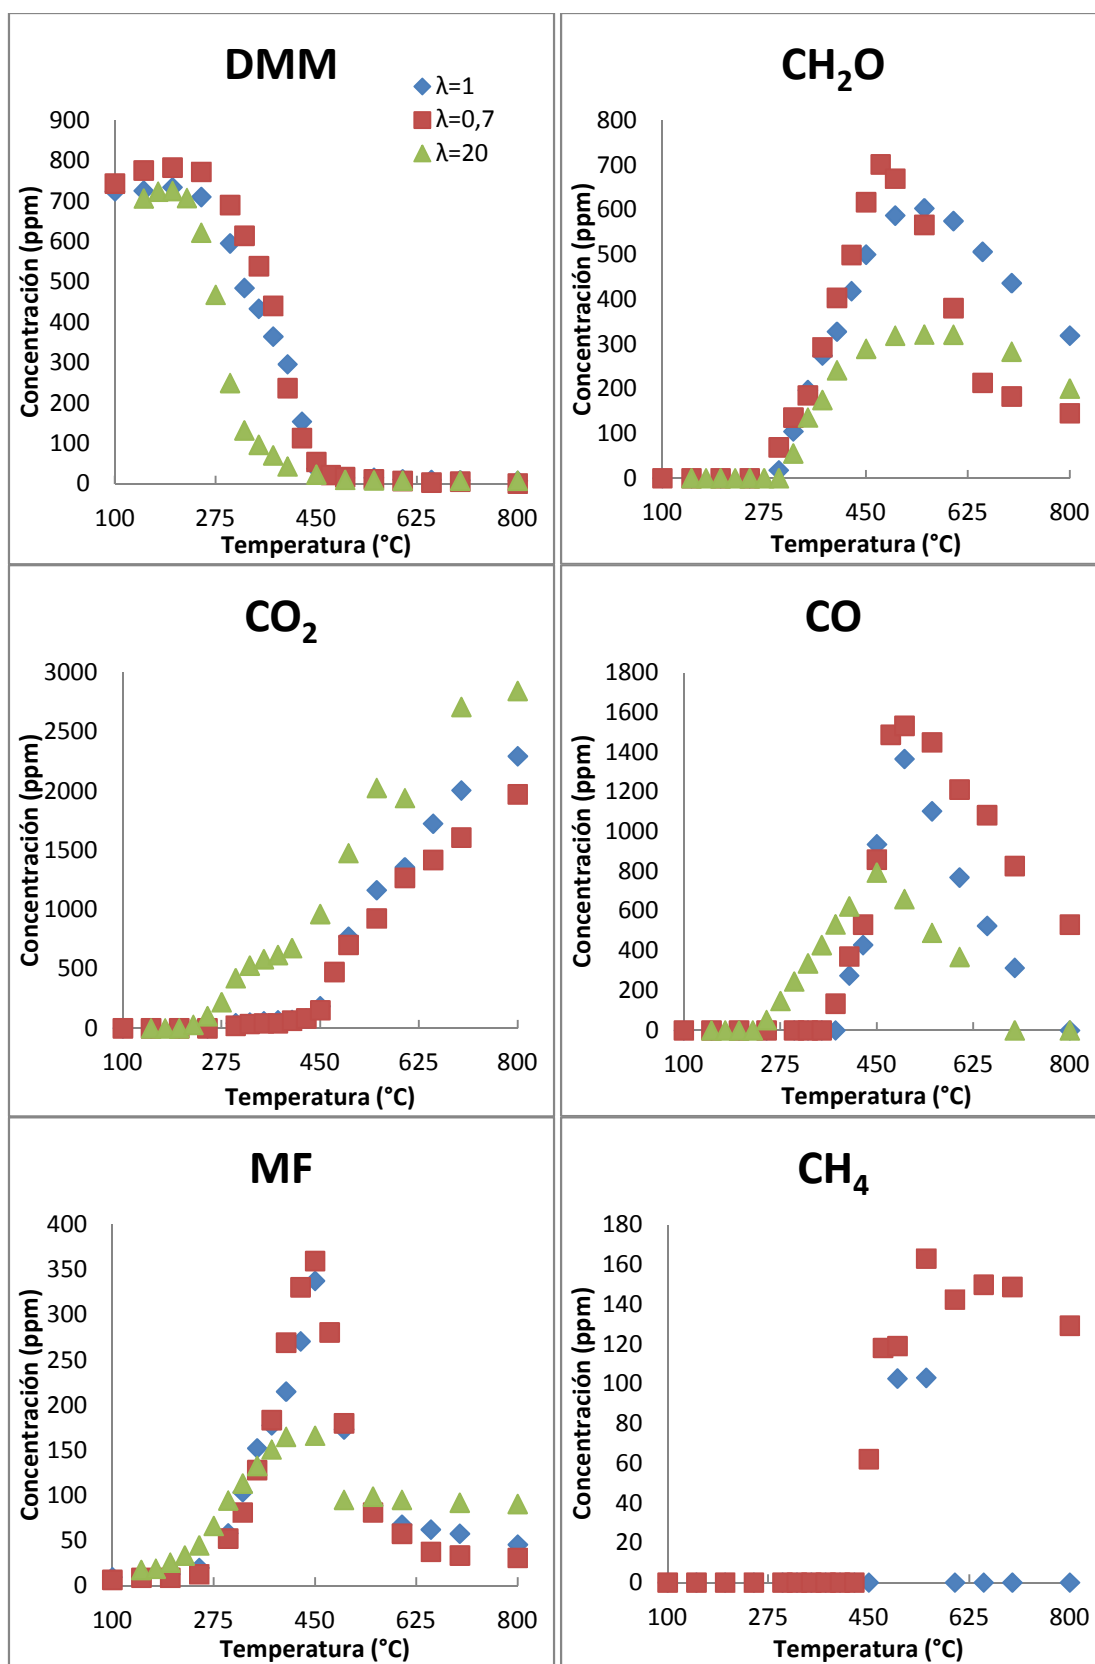 DMM
λ=1
λ=0,7
λ=20
Concentración (ppm)
900
800
700
600
500
400
300
200
100
0
100 275 450 625 800
Temperatura (°C)
CH₂O
Concentración (ppm)
800
700
600
500
400
300
200
100
0
100 275 450 625 800
Temperatura (°C)
CO₂
Concentración (ppm)
3000
2500
2000
1500
1000
500
0
100 275 450 625 800
Temperatura (°C)
CO
Concentración (ppm)
1800
1600
1400
1200
1000
800
600
400
200
0
100 275 450 625 800
Temperatura (°C)
MF
Concentración (ppm)
400
350
300
250
200
150
100
50
0
100 275 450 625 800
Temperatura (°C)
CH₄
Concentración (ppm)
180
160
140
120
100
80
60
40
20
0
100 275 450 625 800
Temperatura (°C)